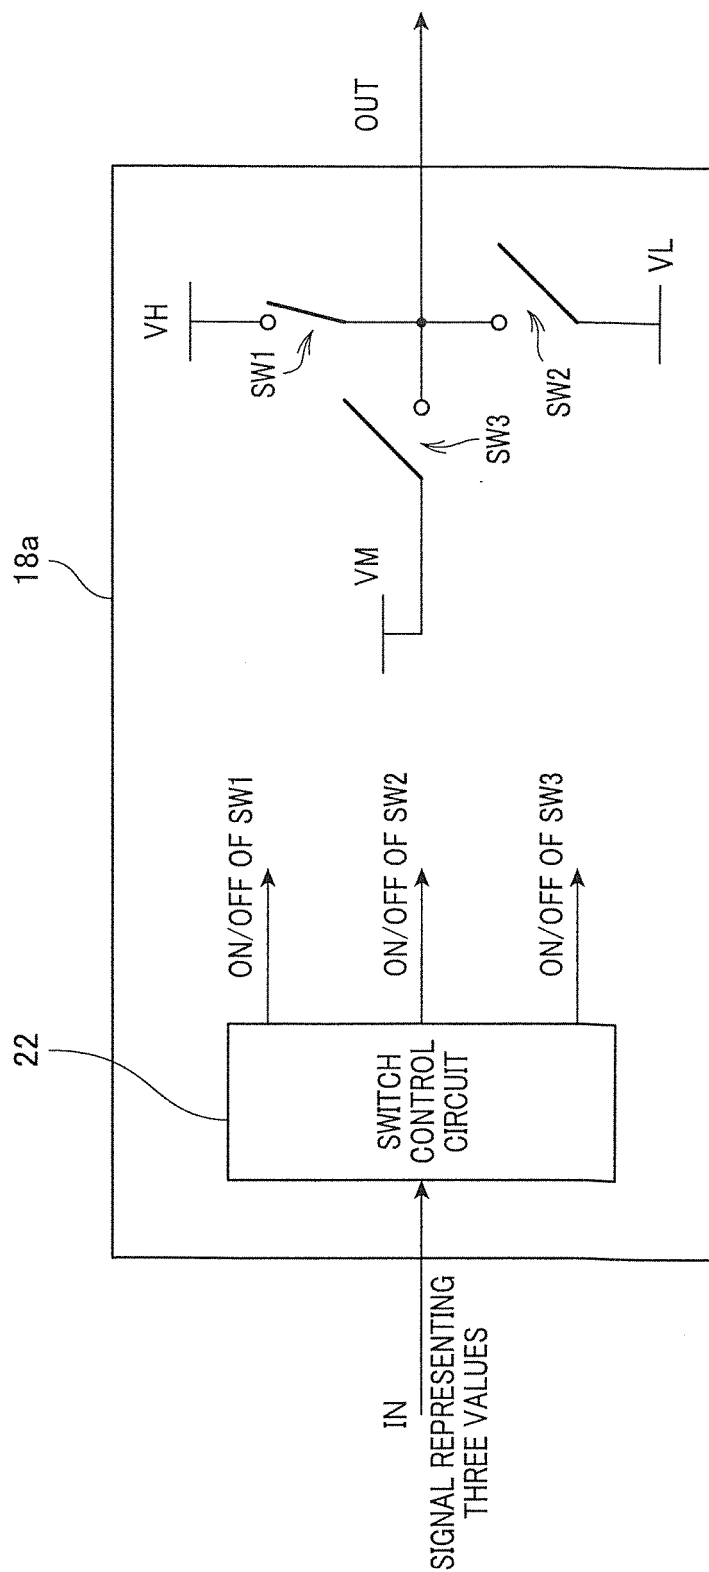 18a
22
IN
SIGNAL REPRESENTING
THREE VALUES
SWITCH
CONTROL
CIRCUIT
ON/OFF OF SW1
ON/OFF OF SW2
ON/OFF OF SW3
VM
VH
SW1
SW3
SW2
VL
OUT